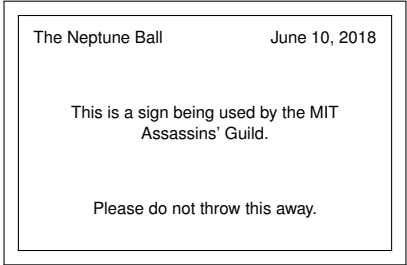 The Neptune Ball June 10, 2018
This is a sign being used by the MIT
Assassins’ Guild.
Please do not throw this away.